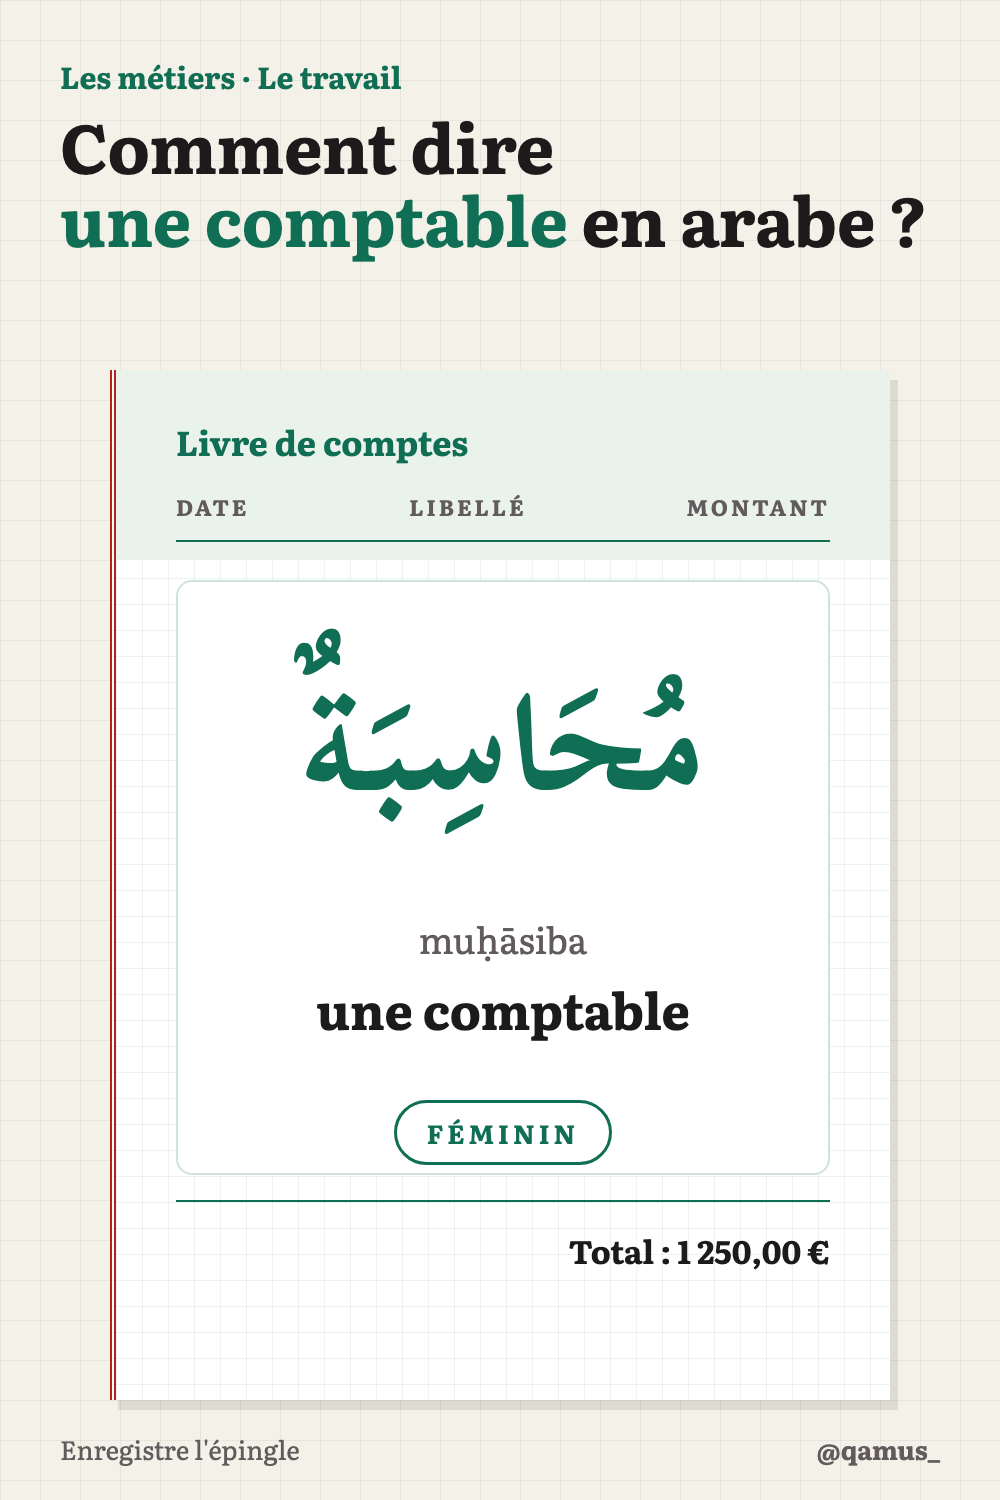 Les métiers · Le travail
Comment dire
une comptable en arabe ?
Livre de comptes
DATE LIBELLÉ MONTANT
مُحَاسِبَةٌ
muḥāsiba
une comptable
FÉMININ
Total : 1 250,00 €
Enregistre l'épingle @qamus_